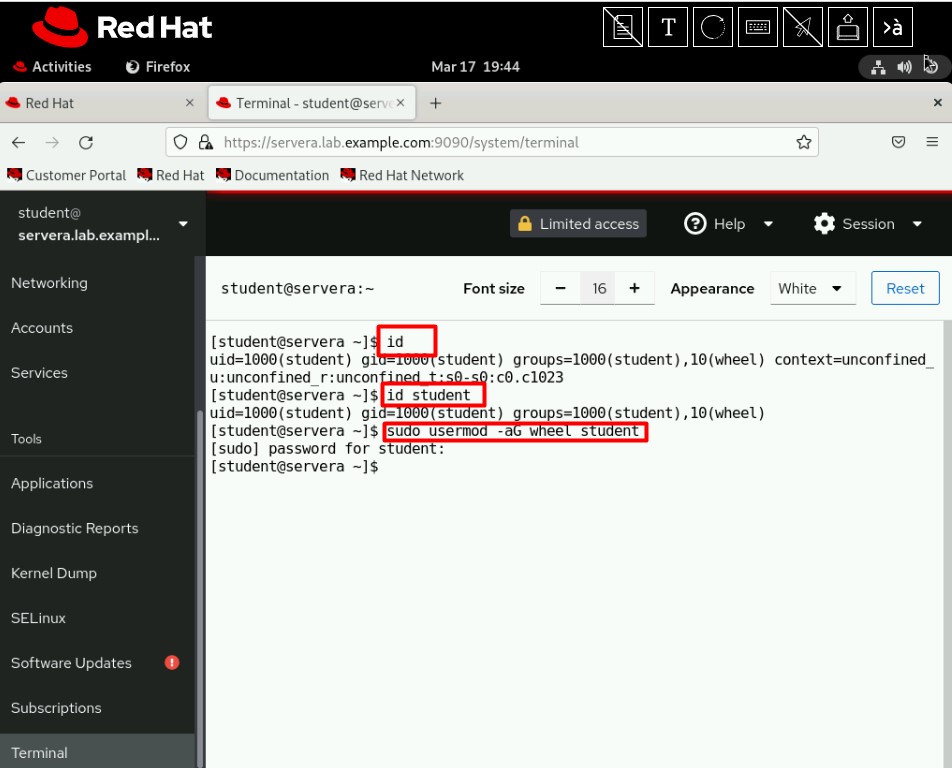 Red Hat
T
>à
Activities
Firefox
Mar 17 19:44
Red Hat
Terminal - student@serve
https://servera.lab.example.com:9090/system/terminal
Customer Portal
Red Hat
Documentation
Red Hat Network
student@
servera.lab.exampl...
Limited access
Help
Session
Networking
Accounts
Services
Tools
Applications
Diagnostic Reports
Kernel Dump
SELinux
Software Updates
Subscriptions
Terminal
student@servera:~
Font size
16
Appearance
White
Reset
[student@servera ~]$ id
uid=1000(student) gid=1000(student) groups=1000(student),10(wheel) context=unconfined_
u:unconfined_r:unconfined_t:s0-s0:c0.c1023
[student@servera ~]$ id student
uid=1000(student) gid=1000(student) groups=1000(student),10(wheel)
[student@servera ~]$ sudo usermod -aG wheel student
[sudo] password for student:
[student@servera ~]$